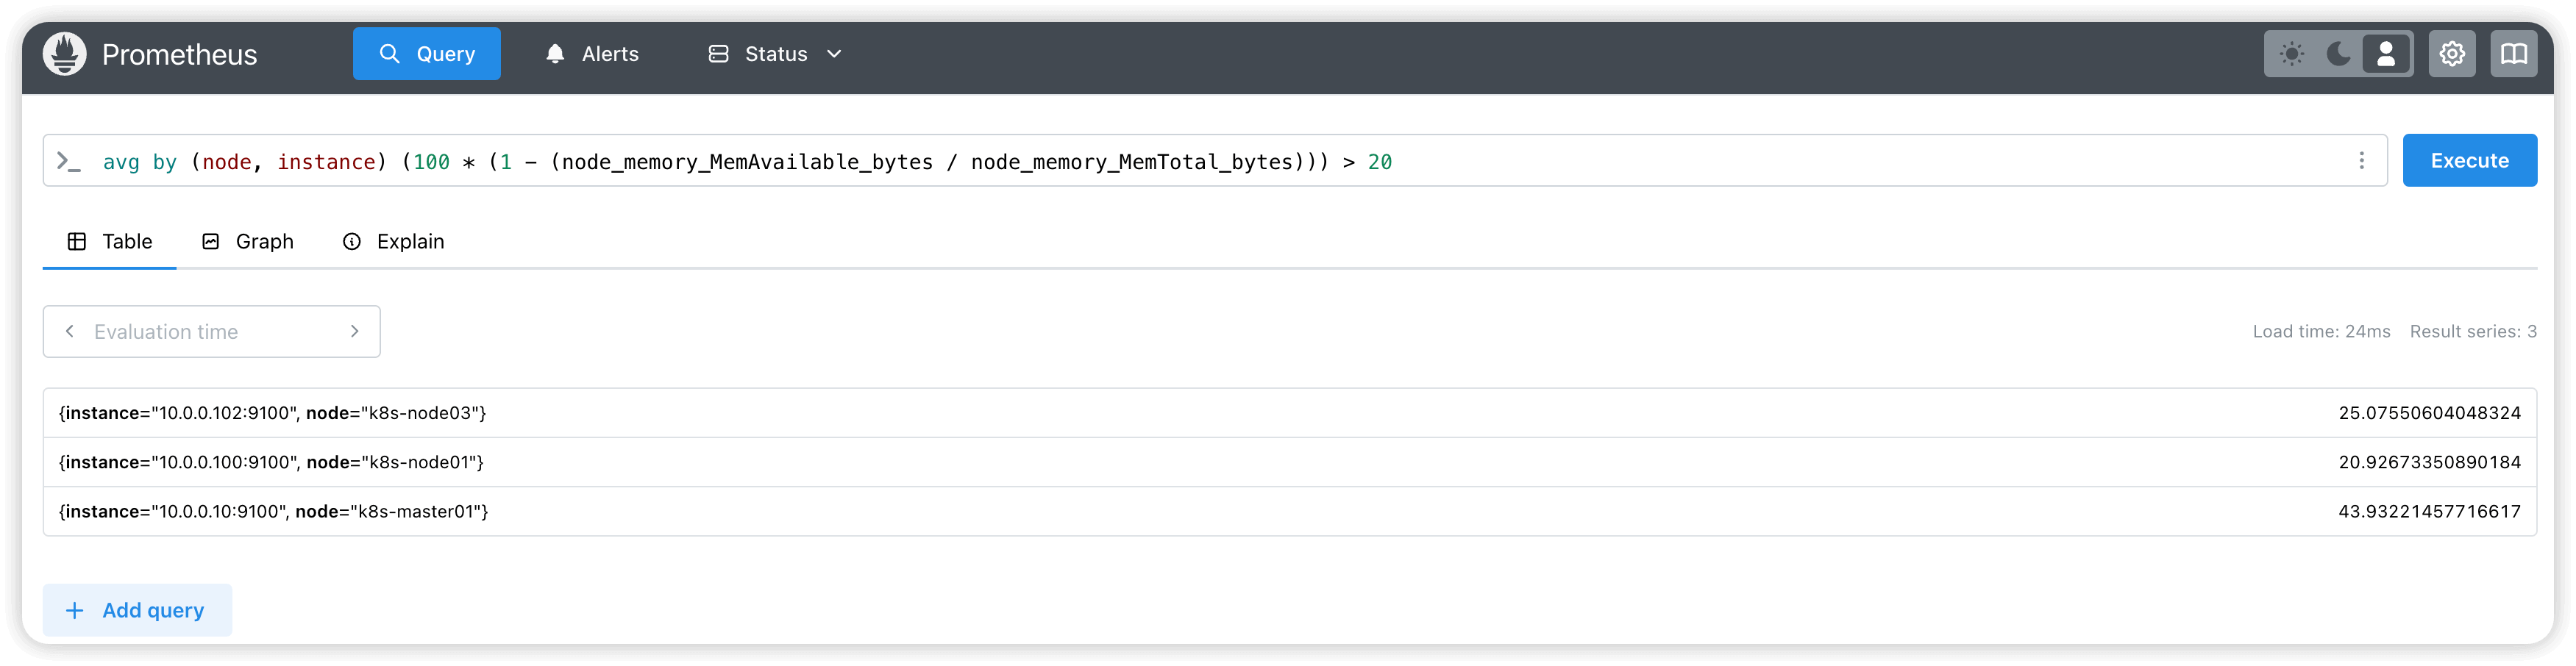 Prometheus Query Alerts Status
>_ avg by (node, instance) (100 * (1 - (node_memory_MemAvailable_bytes / node_memory_MemTotal_bytes))) > 20 Execute
Table Graph Explain
Evaluation time Load time: 24ms Result series: 3
{instance="10.0.0.102:9100", node="k8s-node03"} 25.07550604048324
{instance="10.0.0.100:9100", node="k8s-node01"} 20.92673350890184
{instance="10.0.0.10:9100", node="k8s-master01"} 43.93221457716617
Add query